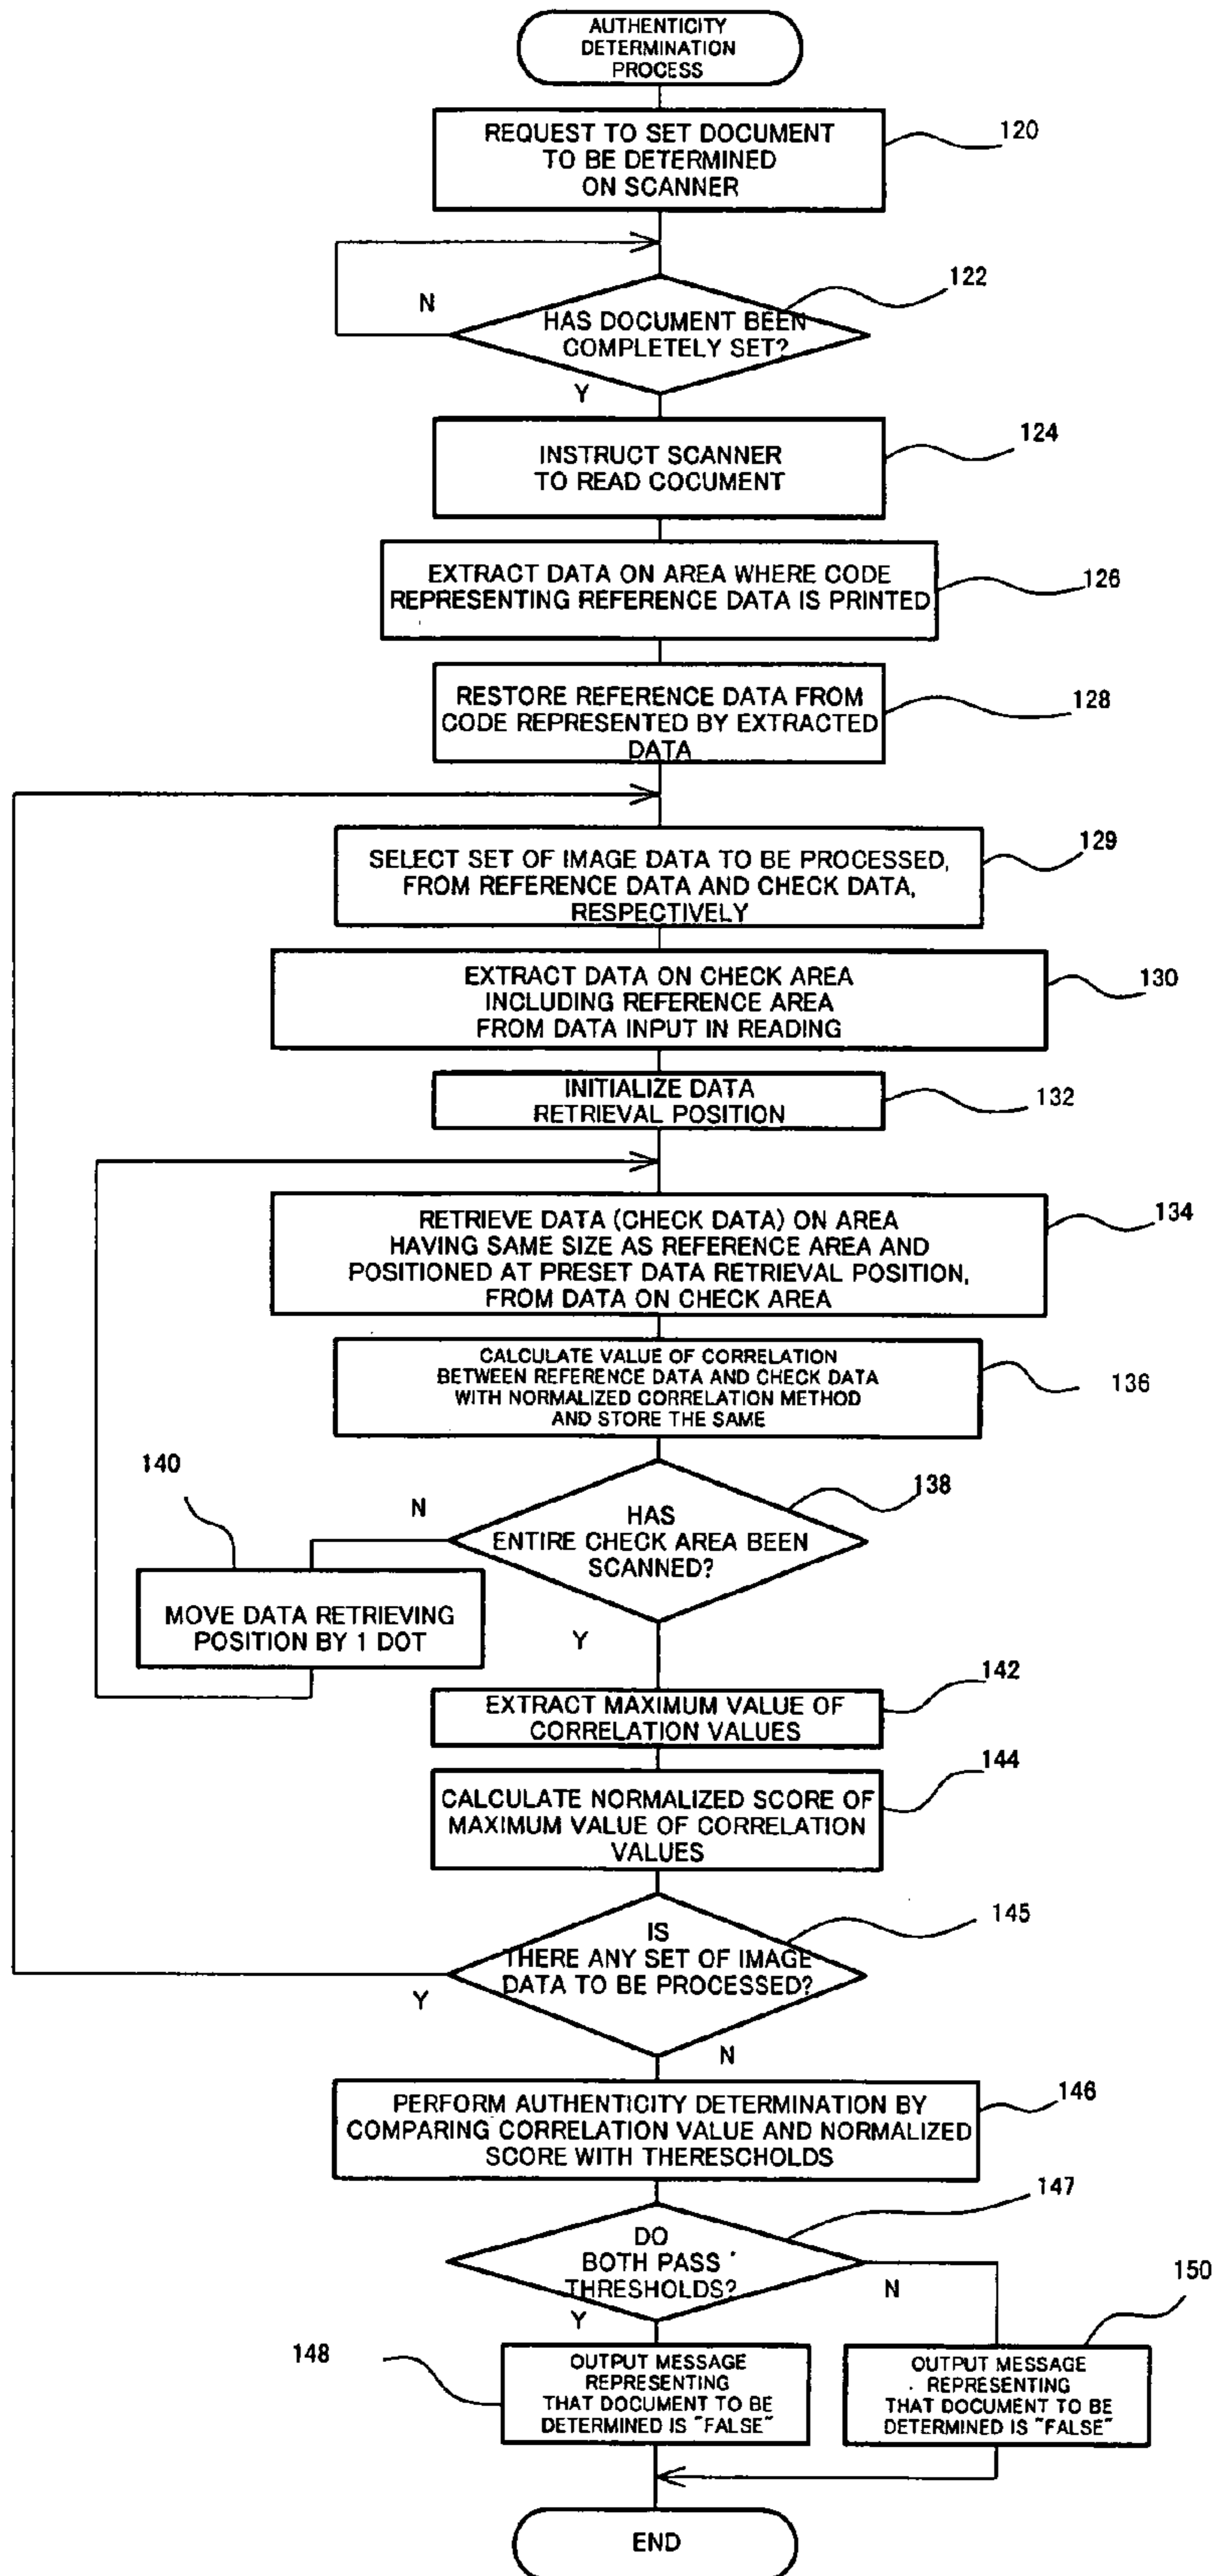 AUTHENTICITY
DETERMINATION
PROCESS
REQUEST TO SET DOCUMENT
TO BE DETERMINED
ON SCANNER
120
N
HAS DOCUMENT BEEN
COMPLETELY SET?
122
Y
INSTRUCT SCANNER
TO READ COCUMENT
124
EXTRACT DATA ON AREA WHERE CODE
REPRESENTING REFERENCE DATA IS PRINTED
126
RESTORE REFERENCE DATA FROM
CODE REPRESENTED BY EXTRACTED
DATA
128
SELECT SET OF IMAGE DATA TO BE PROCESSED,
FROM REFERENCE DATA AND CHECK DATA,
RESPECTIVELY
129
EXTRACT DATA ON CHECK AREA
INCLUDING REFERENCE AREA
FROM DATA INPUT IN READING
130
INITIALIZE DATA
RETRIEVAL POSITION
132
RETRIEVE DATA (CHECK DATA) ON AREA
HAVING SAME SIZE AS REFERENCE AREA AND
POSITIONED AT PRESET DATA RETRIEVAL POSITION,
FROM DATA ON CHECK AREA
134
CALCULATE VALUE OF CORRELATION
BETWEEN REFERENCE DATA AND CHECK DATA
WITH NORMALIZED CORRELATION METHOD
AND STORE THE SAME
136
140
N
HAS
ENTIRE CHECK AREA BEEN
SCANNED?
138
MOVE DATA RETRIEVING
POSITION BY 1 DOT
Y
EXTRACT MAXIMUM VALUE OF
CORRELATION VALUES
142
CALCULATE NORMALIZED SCORE OF
MAXIMUM VALUE OF CORRELATION
VALUES
144
IS
THERE ANY SET OF IMAGE
DATA TO BE PROCESSED?
145
Y
N
PERFORM AUTHENTICITY DETERMINATION BY
COMPARING CORRELATION VALUE AND NORMALIZED
SCORE WITH THERESCHOLDS
146
DO
BOTH PASS
THRESHOLDS?
147
Y
N
148
OUTPUT MESSAGE
REPRESENTING
THAT DOCUMENT TO BE
DETERMINED IS "FALSE"
150
OUTPUT MESSAGE
REPRESENTING
THAT DOCUMENT TO BE
DETERMINED IS "FALSE"
END